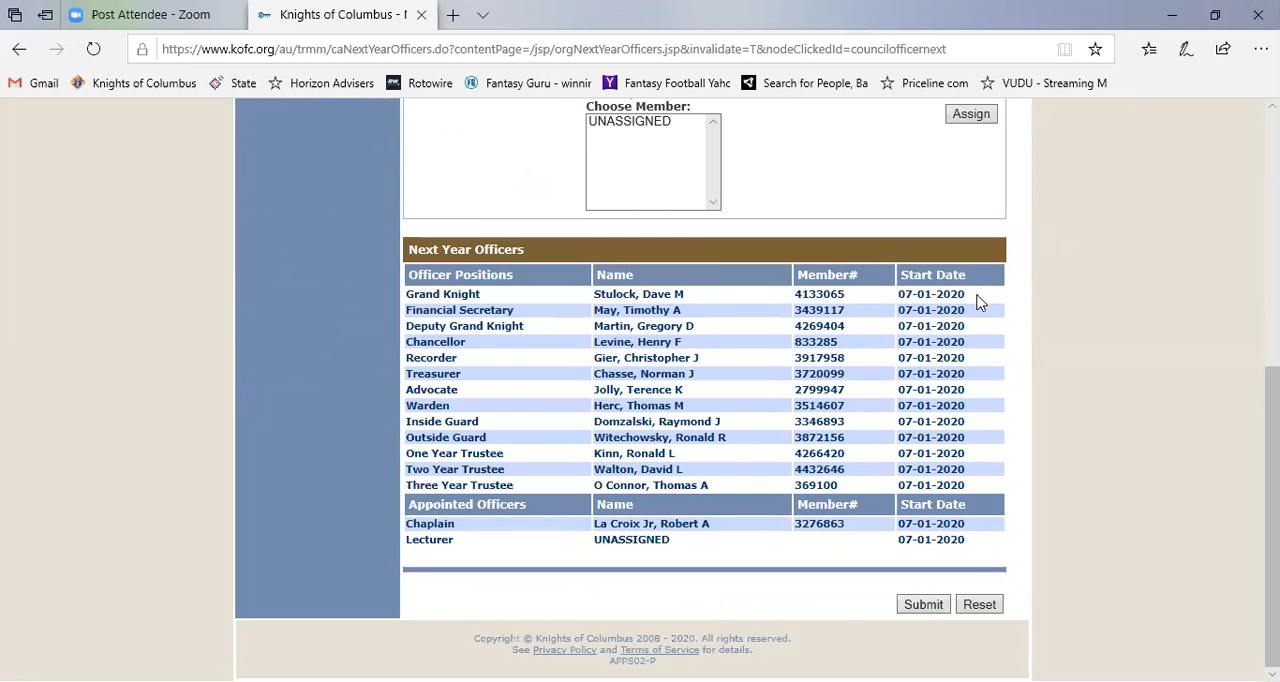 Post Attendee - Zoom
Knights of Columbus - N
https://www.kofc.org/au/trmm/caNextYearOfficers.do?contentPage=/jsp/orgNextYearOfficers.jsp&invalidate=T&nodeClickedId=councilofficernext
Gmail Knights of Columbus State Horizon Advisers Rotowire Fantasy Guru - winnir Fantasy Football Yahc Search for People, Ba Priceline com VUDU - Streaming M
Choose Member:
UNASSIGNED
Assign
Next Year Officers
Officer Positions Name Member# Start Date
Grand Knight Stulock, Dave M 4133065 07-01-2020
Financial Secretary May, Timothy A 3439117 07-01-2020
Deputy Grand Knight Martin, Gregory D 4269404 07-01-2020
Chancellor Levine, Henry F 833285 07-01-2020
Recorder Gier, Christopher J 3917958 07-01-2020
Treasurer Chasse, Norman J 3720099 07-01-2020
Advocate Jolly, Terence K 2799947 07-01-2020
Warden Herc, Thomas M 3514607 07-01-2020
Inside Guard Domzalski, Raymond J 3346893 07-01-2020
Outside Guard Witechowsky, Ronald R 3872156 07-01-2020
One Year Trustee Kinn, Ronald L 4266420 07-01-2020
Two Year Trustee Walton, David L 4432646 07-01-2020
Three Year Trustee O Connor, Thomas A 369100 07-01-2020
Appointed Officers Name Member# Start Date
Chaplain La Croix Jr, Robert A 3276863 07-01-2020
Lecturer UNASSIGNED 07-01-2020
Submit Reset
Copyright © Knights of Columbus 2008 - 2020. All rights reserved.
See Privacy Policy and Terms of Service for details.
APPS02-P